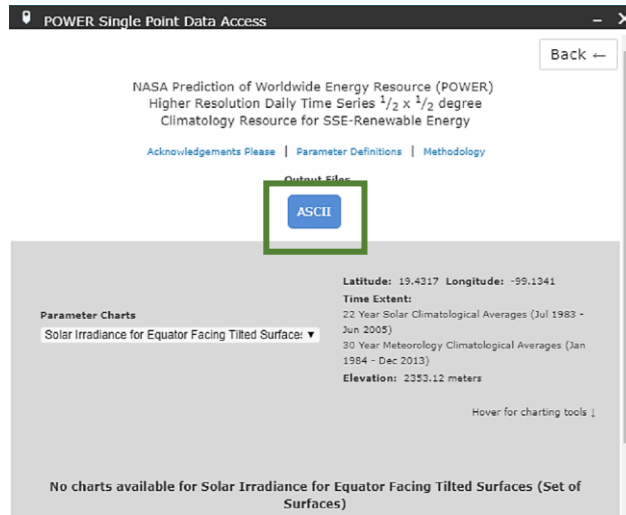 POWER Single Point Data Access
Back ←
NASA Prediction of Worldwide Energy Resource (POWER)
Higher Resolution Daily Time Series 1/2 x 1/2 degree
Climatology Resource for SSE-Renewable Energy
Acknowledgements Please | Parameter Definitions | Methodology
Output Files
ASCII
Latitude: 19.4317 Longitude: -99.1341
Time Extent:
22 Year Solar Climatological Averages (Jul 1983 -
Jun 2005)
30 Year Meteorology Climatological Averages (Jan
1984 - Dec 2013)
Elevation: 2353.12 meters
Parameter Charts
Solar Irradiance for Equator Facing Tilted Surface: ▼
Hover for charting tools ↓
No charts available for Solar Irradiance for Equator Facing Tilted Surfaces (Set of
Surfaces)